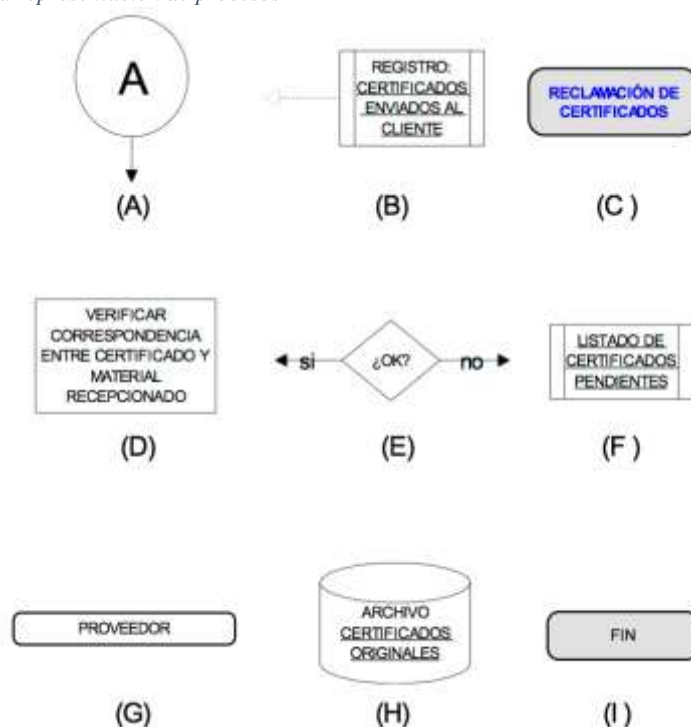 A
REGISTRO:
CERTIFICADOS
ENVIADOS AL
CLIENTE
RECLAMACIÓN DE
CERTIFICADOS
(A)
(B)
(C )
VERIFICAR
CORRESPONDENCIA
ENTRE CERTIFICADO Y
MATERIAL
RECEPCIONADO
si
¿OK?
no
LISTADO DE
CERTIFICADOS
PENDIENTES
(D)
(E)
(F )
PROVEEDOR
ARCHIVO
CERTIFICADOS
ORIGINALES
FIN
(G)
(H)
(I )